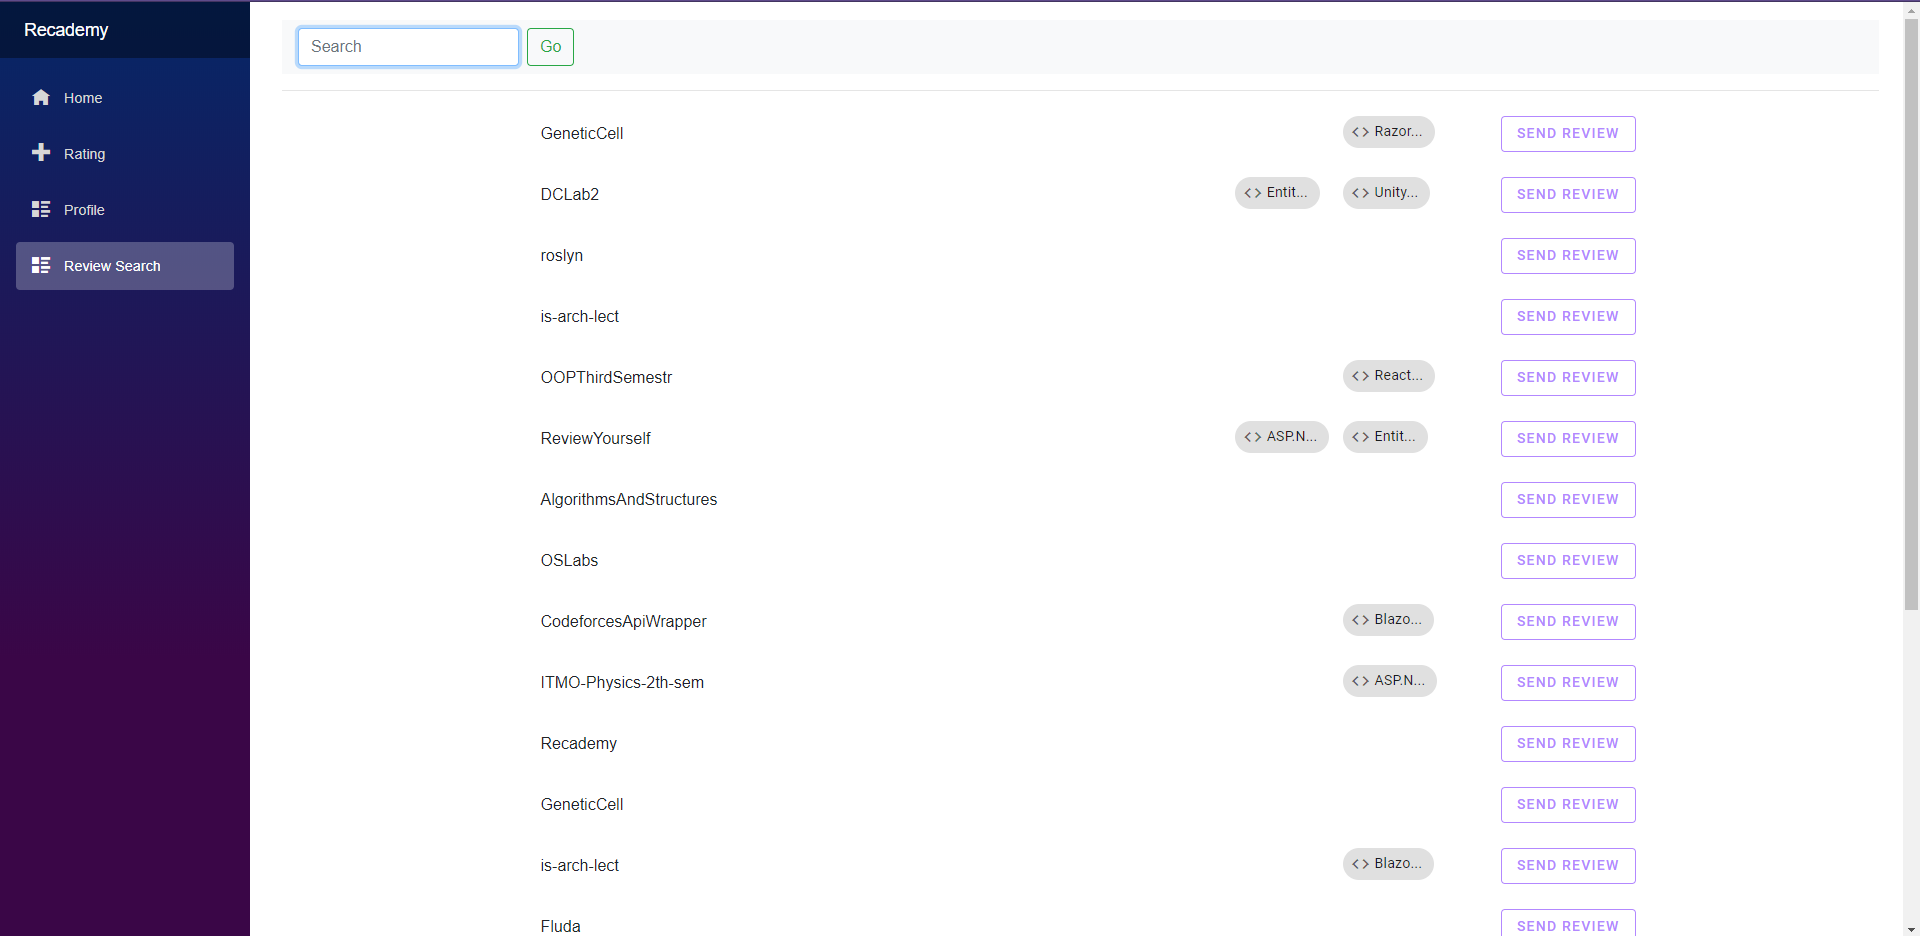 Recademy
Home
Rating
Profile
Review Search
Search Go
GeneticCell Razor... SEND REVIEW
DCLab2 Entit... Unity... SEND REVIEW
roslyn SEND REVIEW
is-arch-lect SEND REVIEW
OOPThirdSemestr React... SEND REVIEW
ReviewYourself ASP.N... Entit... SEND REVIEW
AlgorithmsAndStructures SEND REVIEW
OSLabs SEND REVIEW
CodeforcesApiWrapper Blazo... SEND REVIEW
ITMO-Physics-2th-sem ASP.N... SEND REVIEW
Recademy SEND REVIEW
GeneticCell SEND REVIEW
is-arch-lect Blazo... SEND REVIEW
Fluda SEND REVIEW